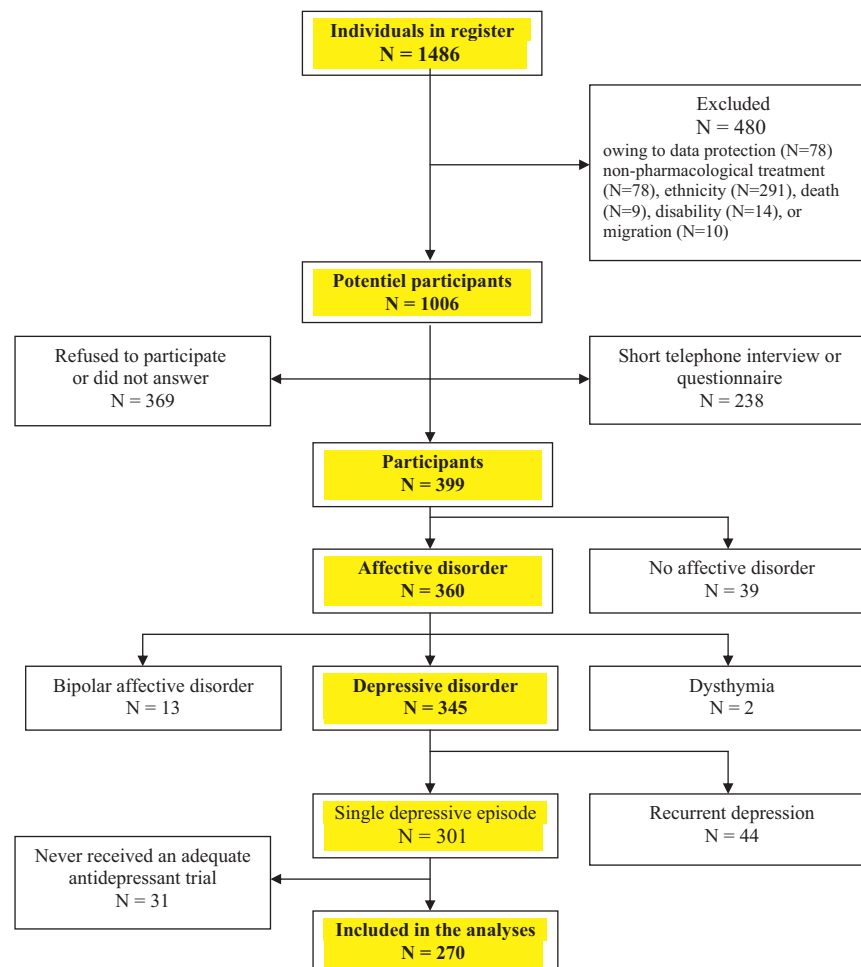 Individuals in register
N = 1486
Excluded
N = 480
owing to data protection (N=78)
non-pharmacological treatment
(N=78), ethnicity (N=291), death
(N=9), disability (N=14), or
migration (N=10)
Potentiel participants
N = 1006
Refused to participate
or did not answer
N = 369
Short telephone interview or
questionnaire
N = 238
Participants
N = 399
Affective disorder
N = 360
No affective disorder
N = 39
Bipolar affective disorder
N = 13
Depressive disorder
N = 345
Dysthymia
N = 2
Single depressive episode
N = 301
Recurrent depression
N = 44
Never received an adequate
antidepressant trial
N = 31
Included in the analyses
N = 270